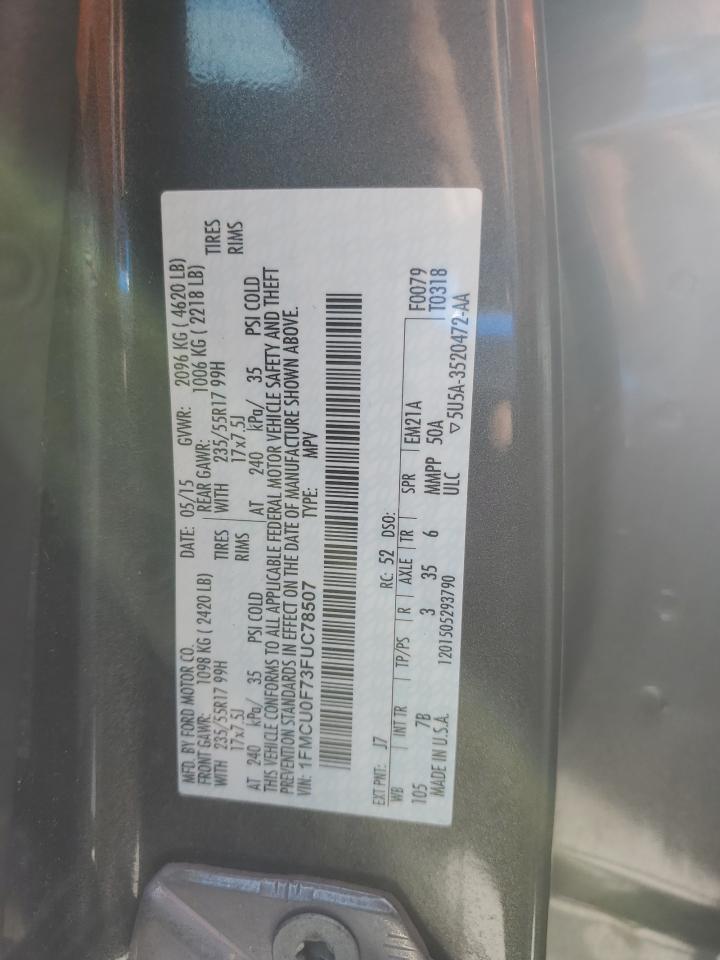 MFD. BY FORD MOTOR CO.
DATE: 05/15 GVWR: 2096 KG ( 4620 LB)
FRONT GAWR: 1098 KG ( 2420 LB) REAR GAWR: 1006 KG ( 2218 LB)
WITH 235/55R17 99H TIRES WITH 235/55R17 99H TIRES
17x7.5J RIMS 17x7.5J RIMS
AT 240 kPa/ 35 PSI COLD AT 240 kPa/ 35 PSI COLD
THIS VEHICLE CONFORMS TO ALL APPLICABLE FEDERAL MOTOR VEHICLE SAFETY AND THEFT
PREVENTION STANDARDS IN EFFECT ON THE DATE OF MANUFACTURE SHOWN ABOVE.
VIN: 1FMCU0F73FUC78507 TYPE: MPV
EXT PNT: J7 RC: 52 DSO:
WB INT TR TP/PS R AXLE TR SPR EM21A F0079
105 7B 3 35 6 MMPP 50A T0318
MADE IN U.S.A. 1201505293790 ULC ▽5U5A-3520472-AA